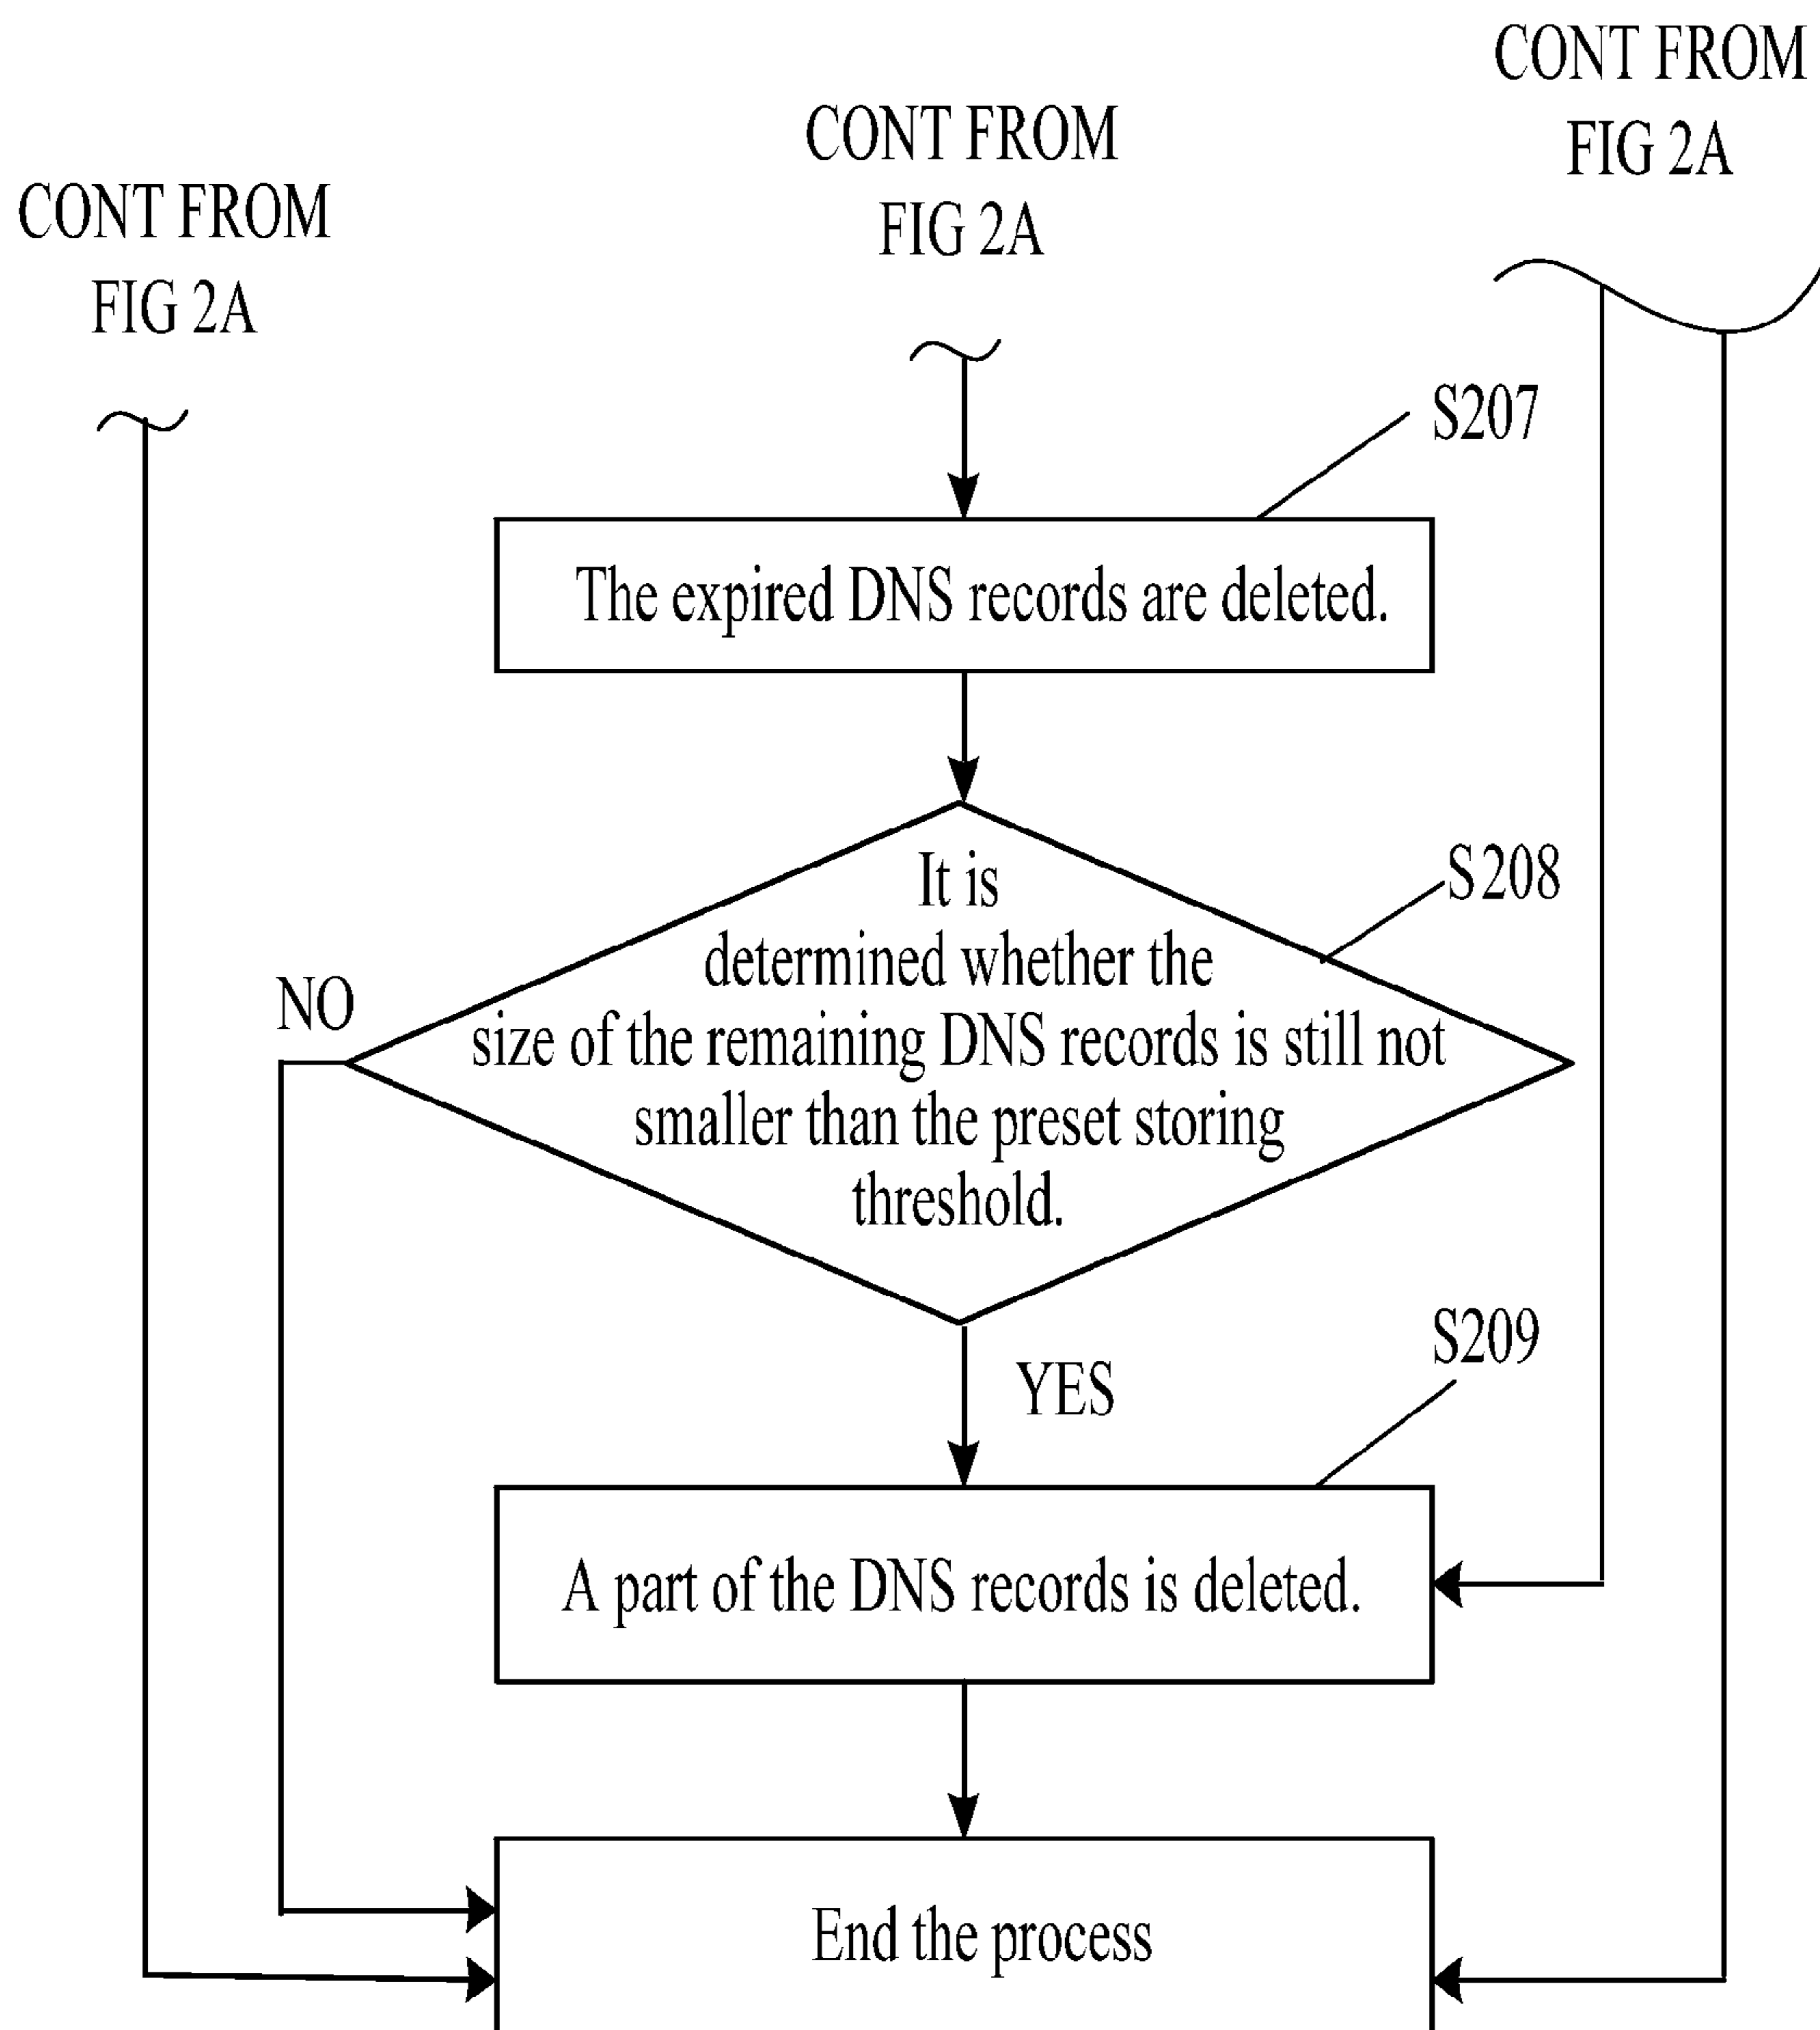 CONT FROM
FIG 2A
CONT FROM
FIG 2A
CONT FROM
FIG 2A
S207
The expired DNS records are deleted.
S208
It is
determined whether the
size of the remaining DNS records is still not
smaller than the preset storing
threshold.
NO
YES
S209
A part of the DNS records is deleted.
End the process